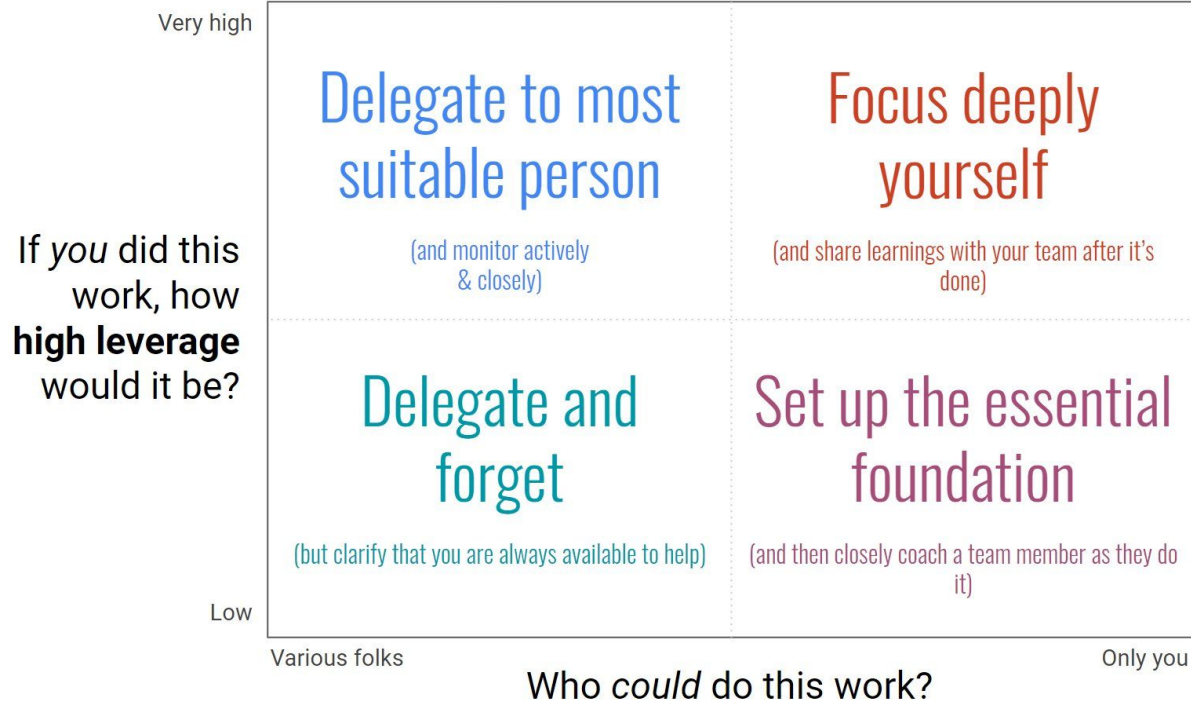 Very high
Delegate to most
suitable person
(and monitor actively
& closely)
Focus deeply
yourself
(and share learnings with your team after it's
done)
If you did this
work, how
high leverage
would it be?
Delegate and
forget
(but clarify that you are always available to help)
Set up the essential
foundation
(and then closely coach a team member as they do
it)
Low
Various folks
Only you
Who could do this work?